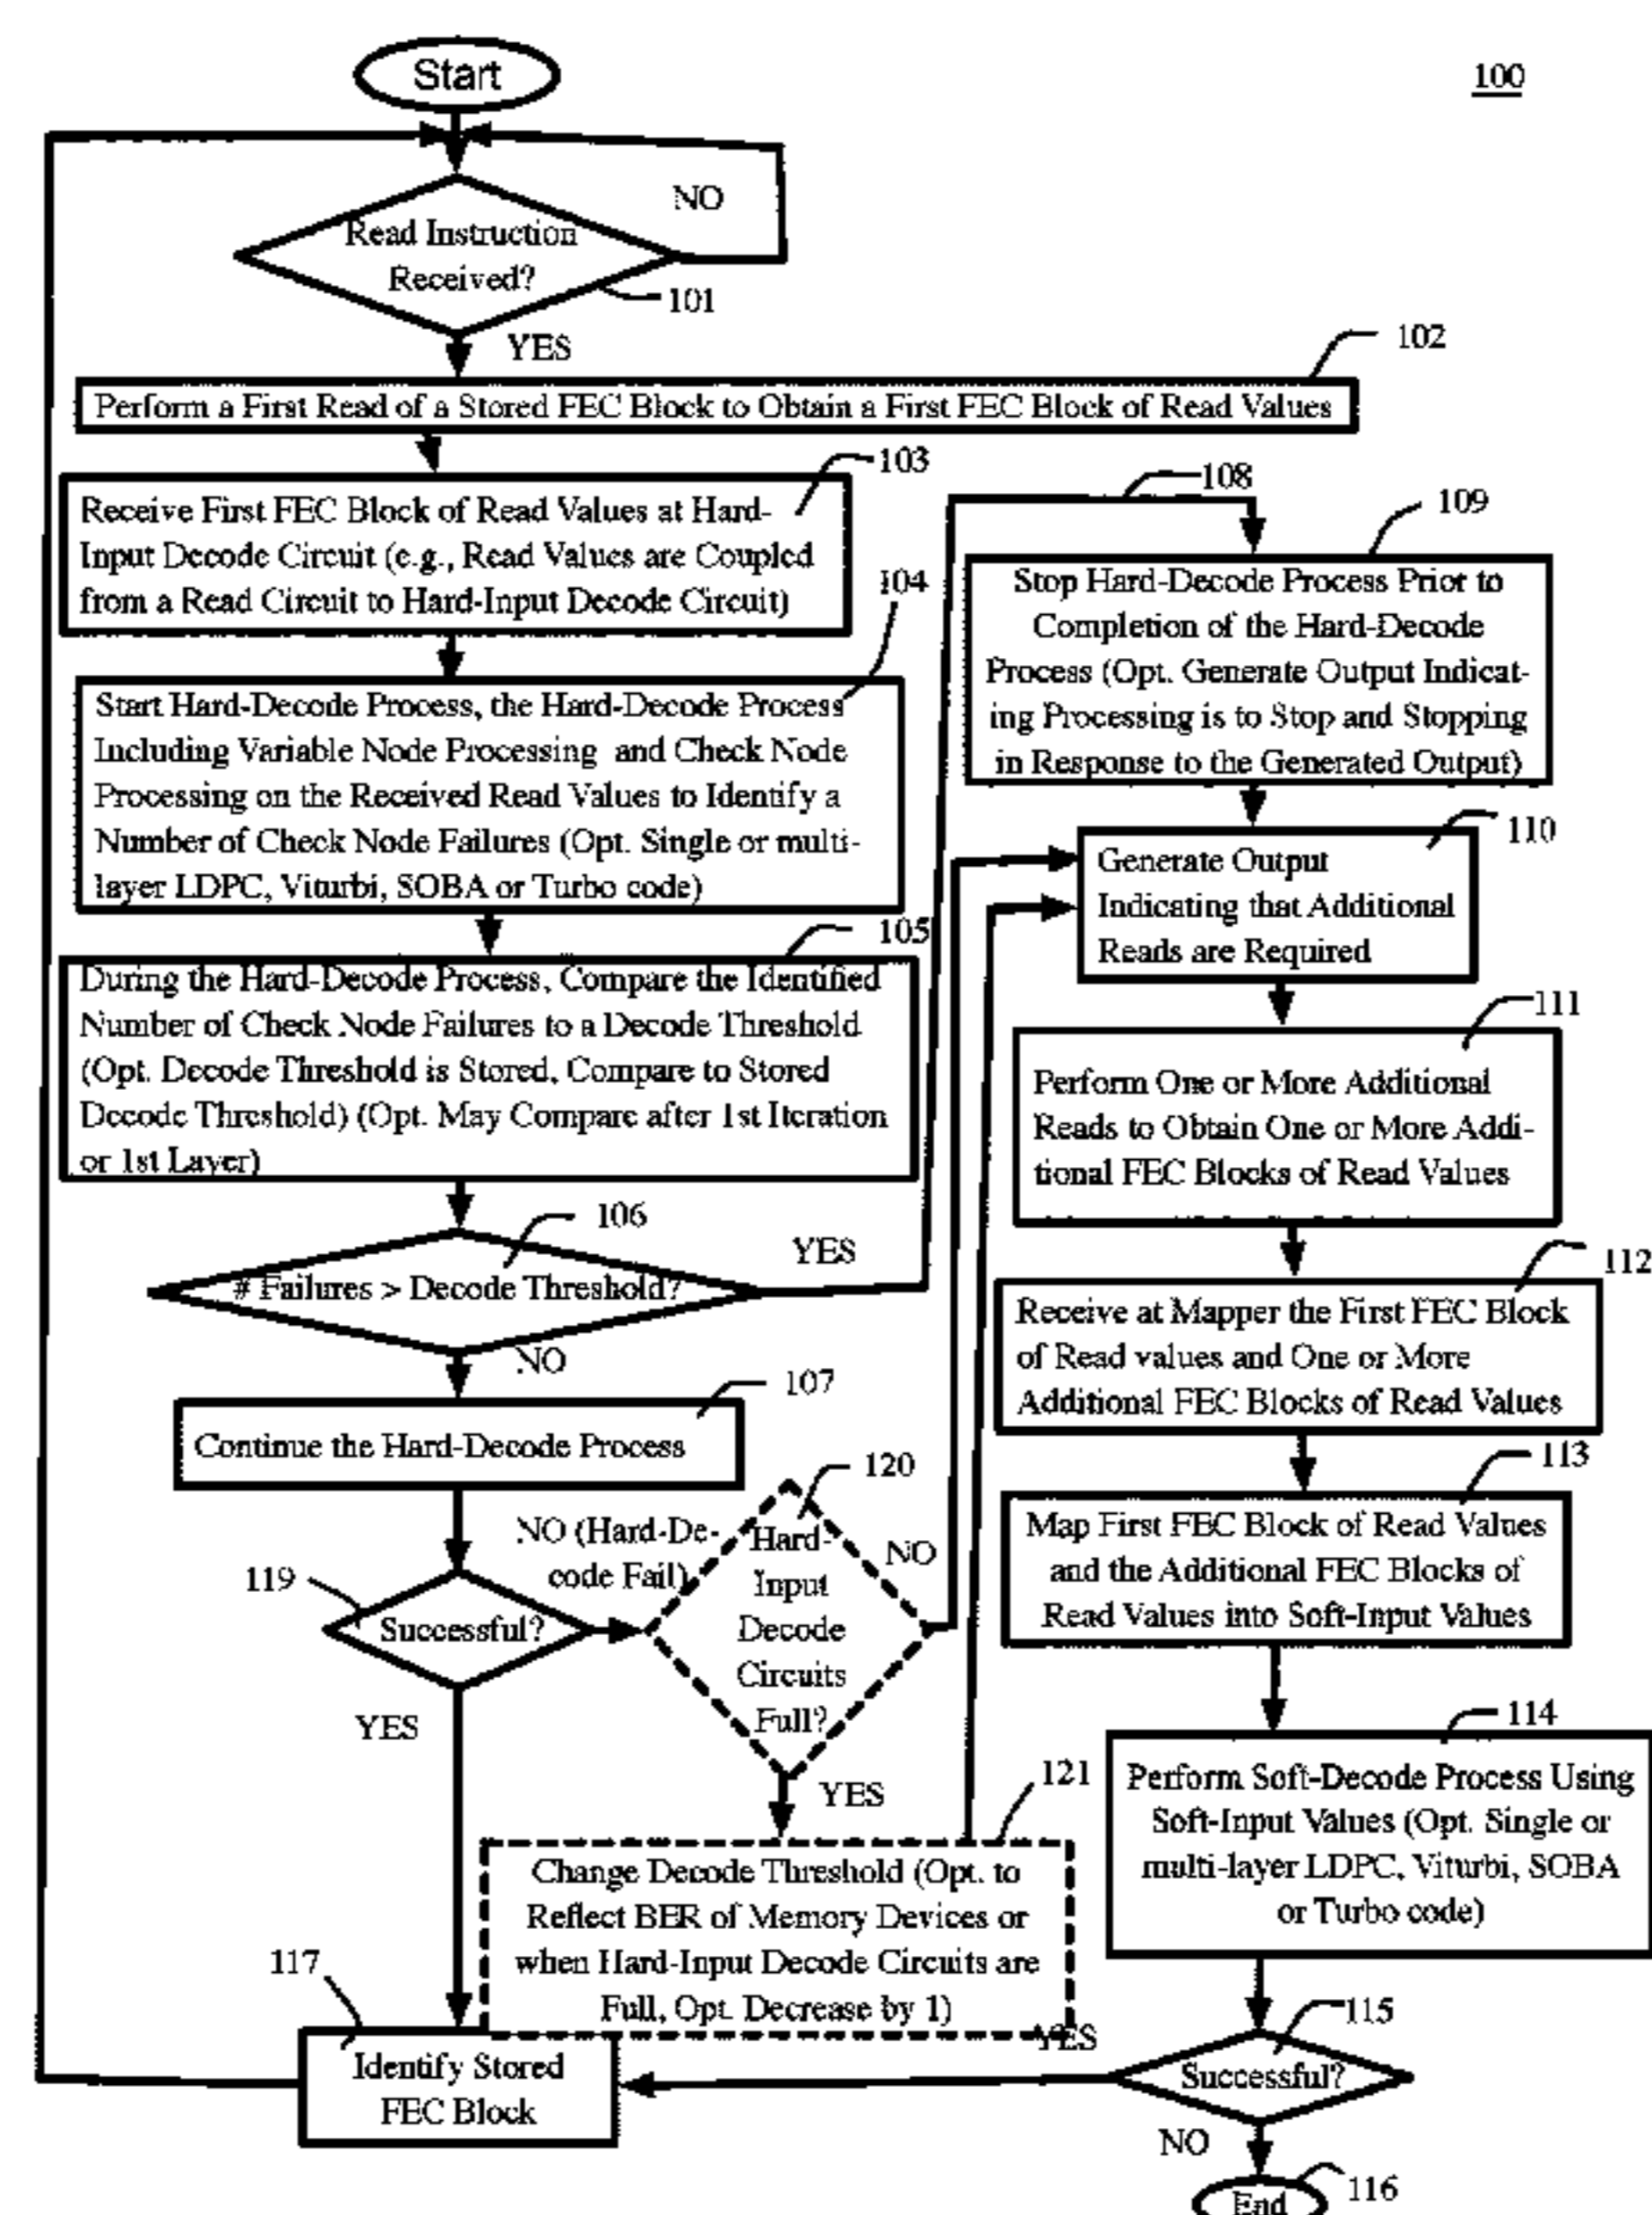 Start
100
NO
Read Instruction
Received?
101
YES
102
Perform a First Read of a Stored FEC Block to Obtain a First FEC Block of Read Values
103
Receive First FEC Block of Read Values at Hard-
Input Decode Circuit (e.g., Read Values are Coupled
from a Read Circuit to Hard-Input Decode Circuit)
104
Start Hard-Decode Process, the Hard-Decode Process
Including Variable Node Processing and Check Node
Processing on the Received Read Values to Identify a
Number of Check Node Failures (Opt. Single or multi-
layer LDPC, Viturbi, SOBA or Turbo code)
105
During the Hard-Decode Process, Compare the Identified
Number of Check Node Failures to a Decode Threshold
(Opt. Decode Threshold is Stored, Compare to Stored
Decode Threshold) (Opt. May Compare after 1st Iteration
or 1st Layer)
106
YES
# Failures > Decode Threshold?
NO
107
Continue the Hard-Decode Process
120
NO (Hard-De-
code Fail)
119
Successful?
Hard-
Input
Decode
Circuits
Full?
NO
YES
YES
121
Change Decode Threshold (Opt. to
Reflect BER of Memory Devices or
when Hard-Input Decode Circuits are
Full, Opt. Decrease by 1)
117
Identify Stored
FEC Block
108
109
Stop Hard-Decode Process Prior to
Completion of the Hard-Decode
Process (Opt. Generate Output Indicat-
ing Processing is to Stop and Stopping
in Response to the Generated Output)
110
Generate Output
Indicating that Additional
Reads are Required
111
Perform One or More Additional
Reads to Obtain One or More Addi-
tional FEC Blocks of Read Values
112
Receive at Mapper the First FEC Block
of Read values and One or More
Additional FEC Blocks of Read Values
113
Map First FEC Block of Read Values
and the Additional FEC Blocks of
Read Values into Soft-Input Values
114
Perform Soft-Decode Process Using
Soft-Input Values (Opt. Single or
multi-layer LDPC, Viturbi, SOBA
or Turbo code)
115
YES
Successful?
NO
116
End